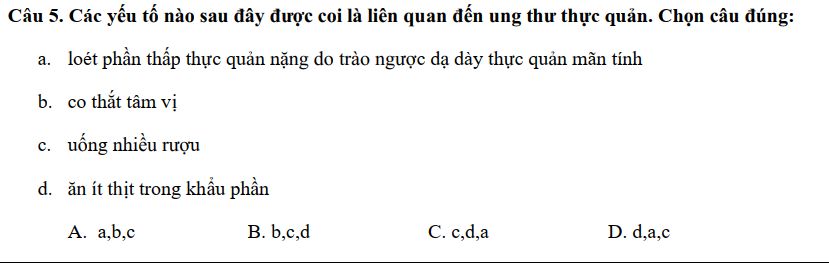 Câu 5. Các yếu tố nào sau đây được coi là liên quan đến ung thư thực quản. Chọn câu đúng:
a. loét phần thấp thực quản nặng do trào ngược dạ dày thực quản mãn tính
b. co thắt tâm vị
c. uống nhiều rượu
d. ăn ít thịt trong khẩu phần
A. a,b,c B. b,c,d C. c,d,a D. d,a,c